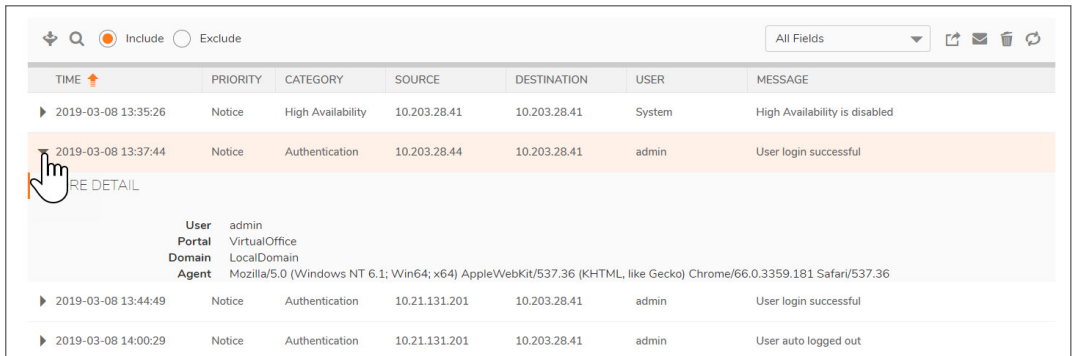 Include Exclude All Fields
TIME PRIORITY CATEGORY SOURCE DESTINATION USER MESSAGE
2019-03-08 13:35:26 Notice High Availability 10.203.28.41 10.203.28.41 System High Availability is disabled
2019-03-08 13:37:44 Notice Authentication 10.203.28.44 10.203.28.41 admin User login successful
RE DETAIL
User admin
Portal VirtualOffice
Domain LocalDomain
Agent Mozilla/5.0 (Windows NT 6.1; Win64; x64) AppleWebKit/537.36 (KHTML, like Gecko) Chrome/66.0.3359.181 Safari/537.36
2019-03-08 13:44:49 Notice Authentication 10.21.131.201 10.203.28.41 admin User login successful
2019-03-08 14:00:29 Notice Authentication 10.21.131.201 10.203.28.41 admin User auto logged out